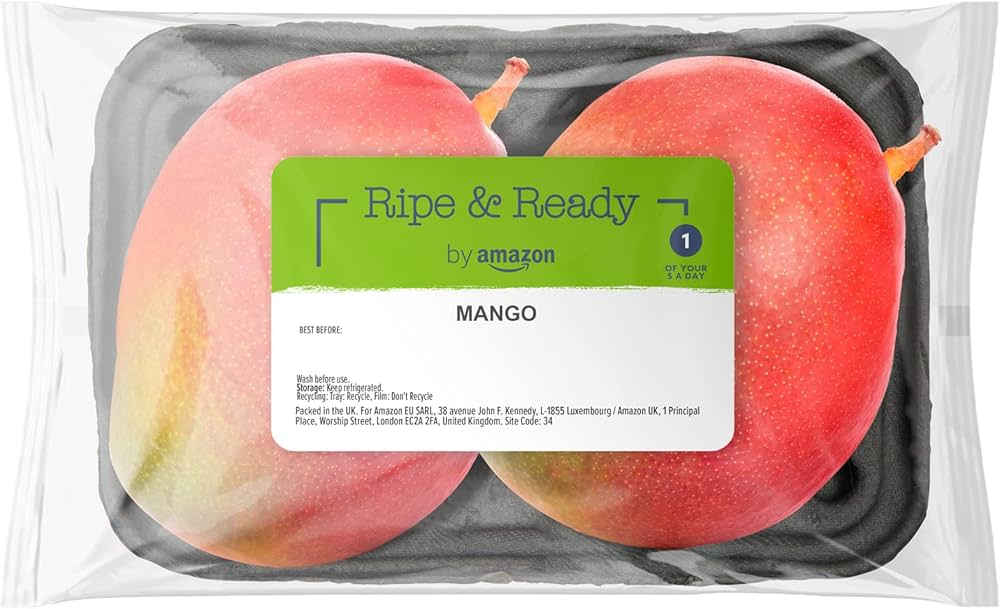 Ripe & Ready
by amazon
1
OF YOUR
5 A DAY
MANGO
BEST BEFORE:
Wash before use.
Storage: Keep refrigerated.
Recycling: Tray: Recycle, Film: Don't Recycle
Packed in the UK. For Amazon EU SARL, 38 avenue John F. Kennedy, L-1855 Luxembourg / Amazon UK, 1 Principal
Place, Worship Street, London EC2A 2FA, United Kingdom. Site Code: 34